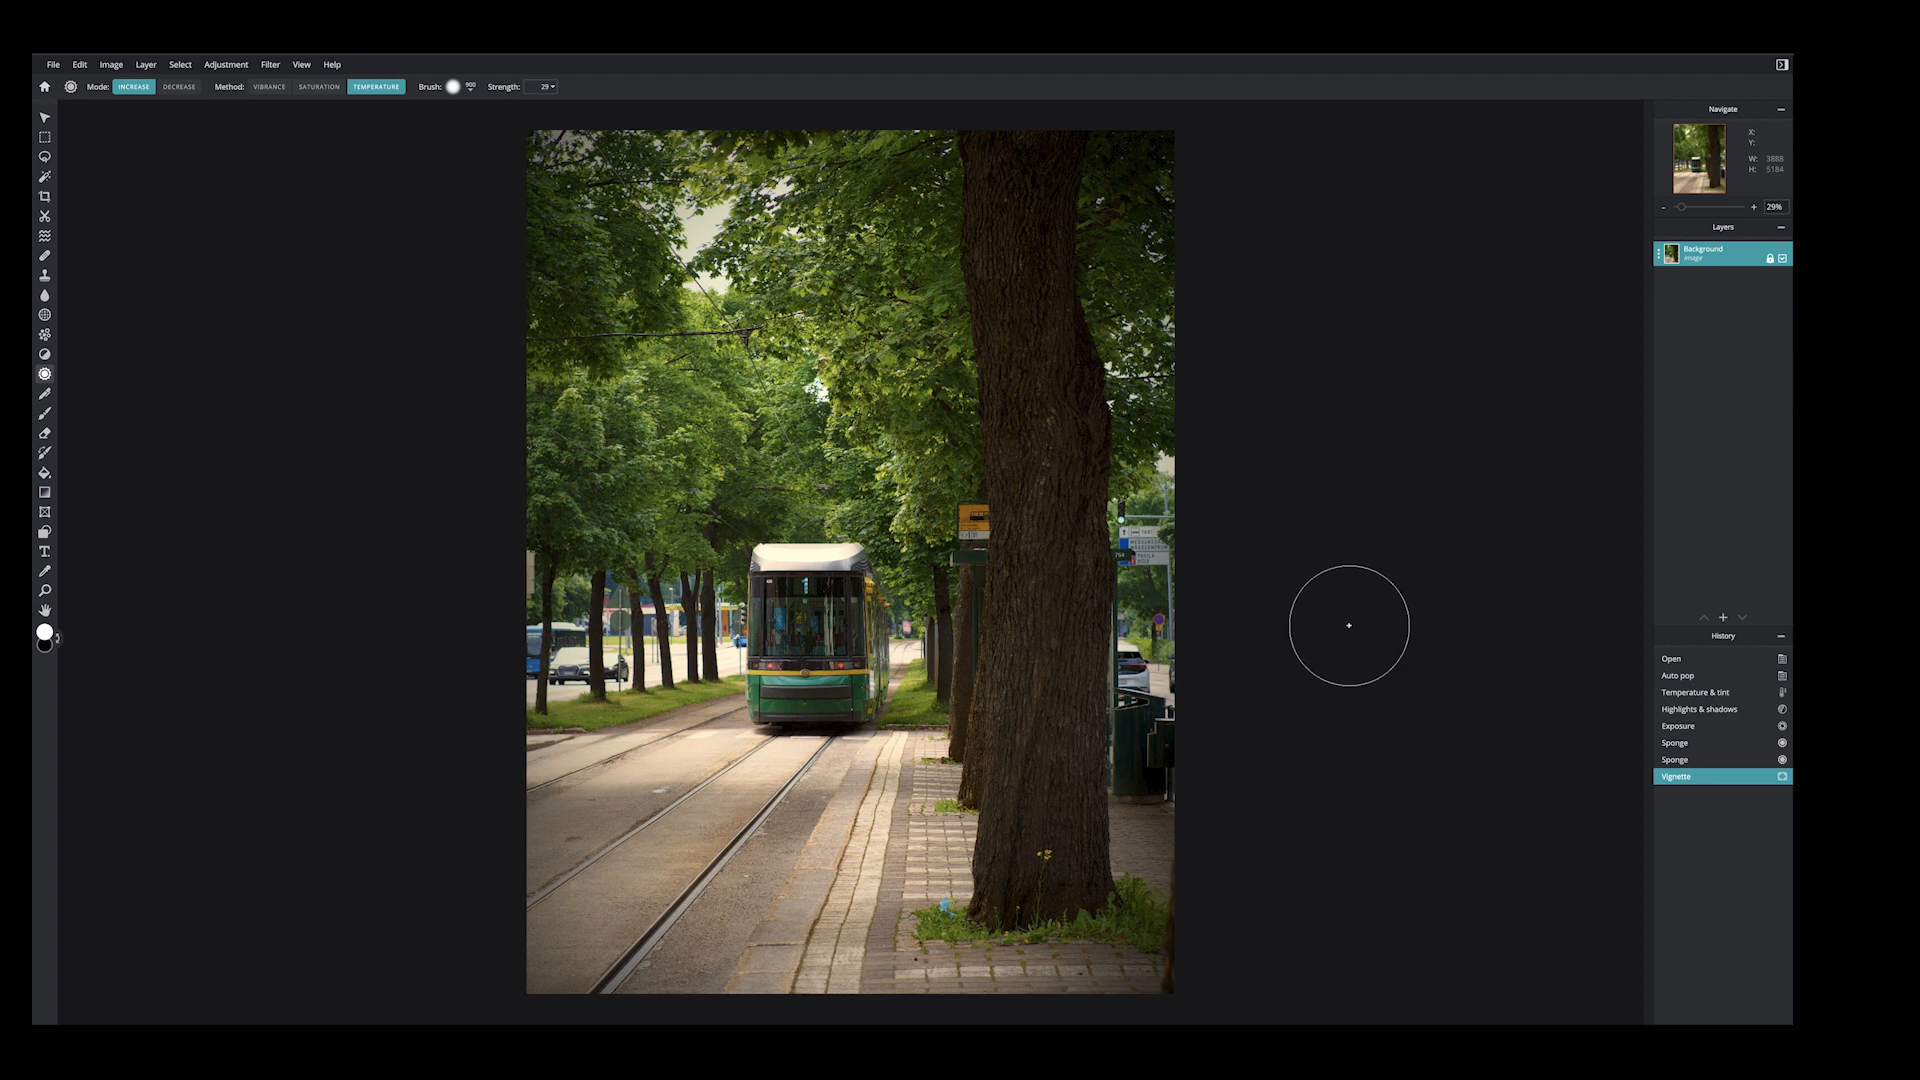 File Edit Image Layer Select Adjustment Filter View Help
Mode: INCREASE DECREASE Method: VIBRANCE SATURATION TEMPERATURE Brush: 900 Strength: 29
Navigate
X:
Y:
W: 3888
H: 5184
- + 29%
Layers
Background
Image
History
Open
Auto pop
Temperature & tint
Highlights & shadows
Exposure
Sponge
Sponge
Vignette
1